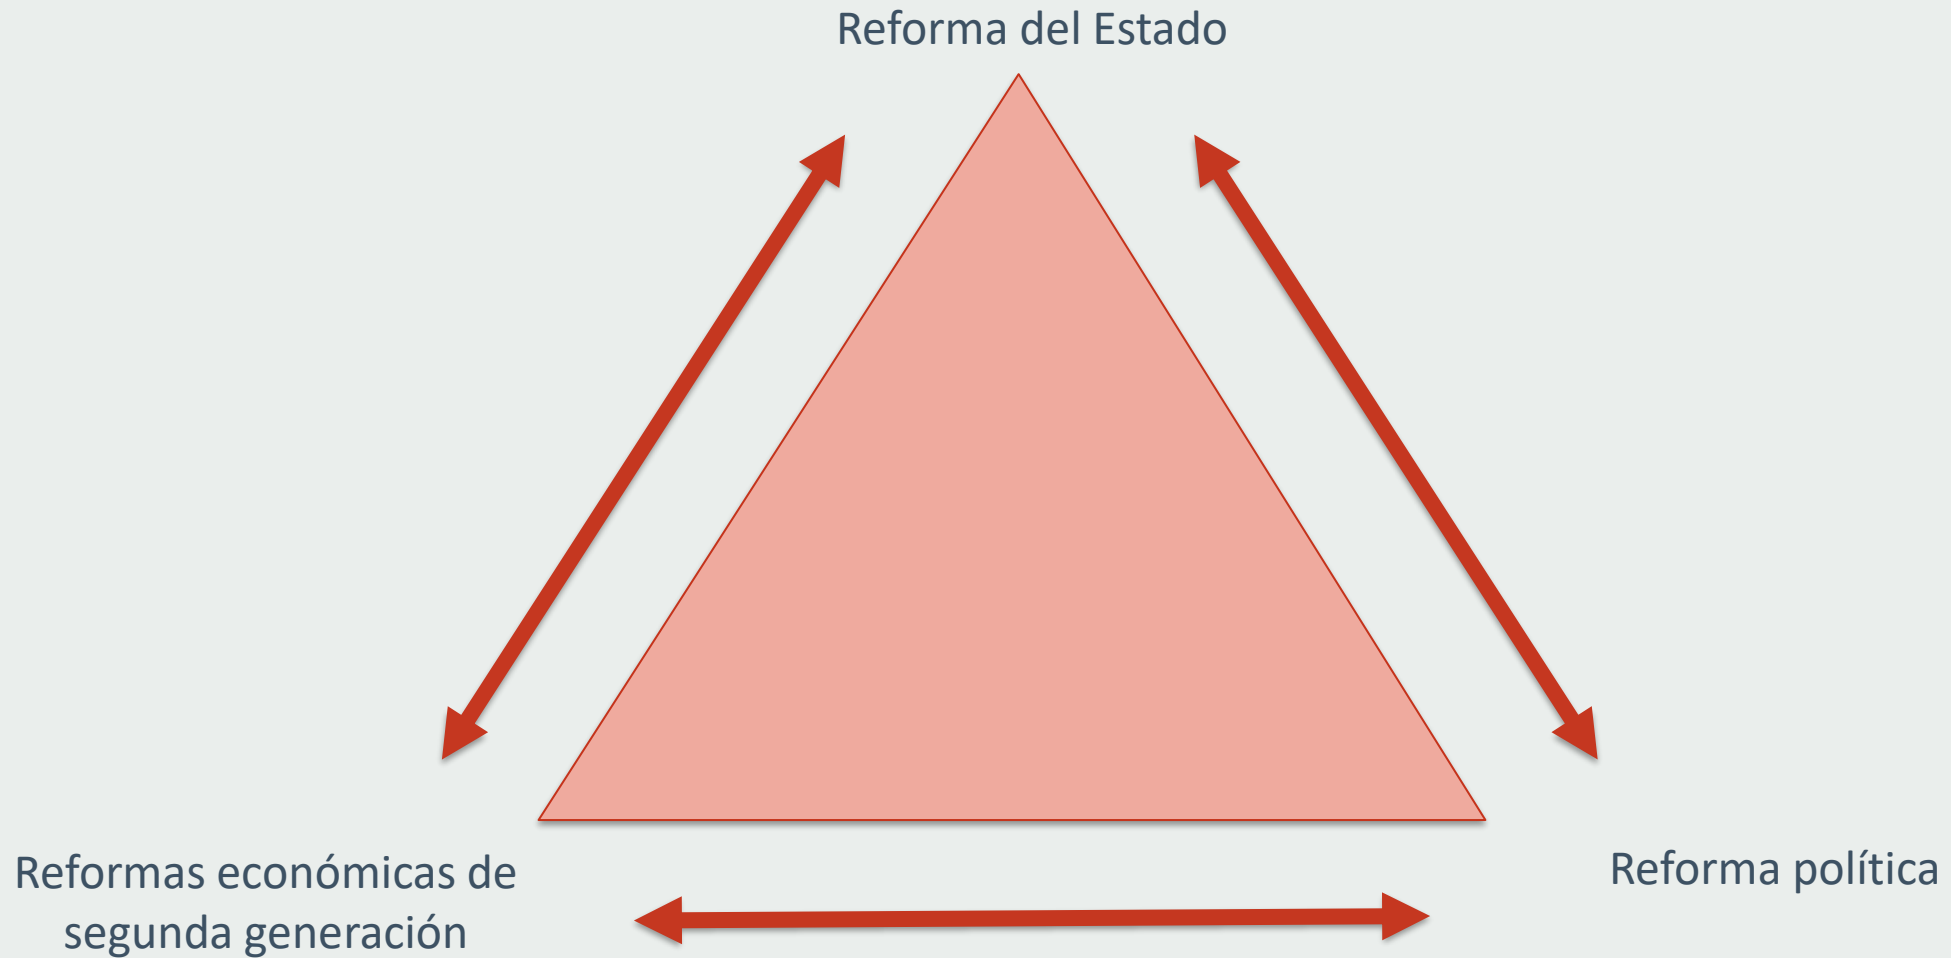 Reforma del Estado
Reformas económicas de
segunda generación
Reforma política